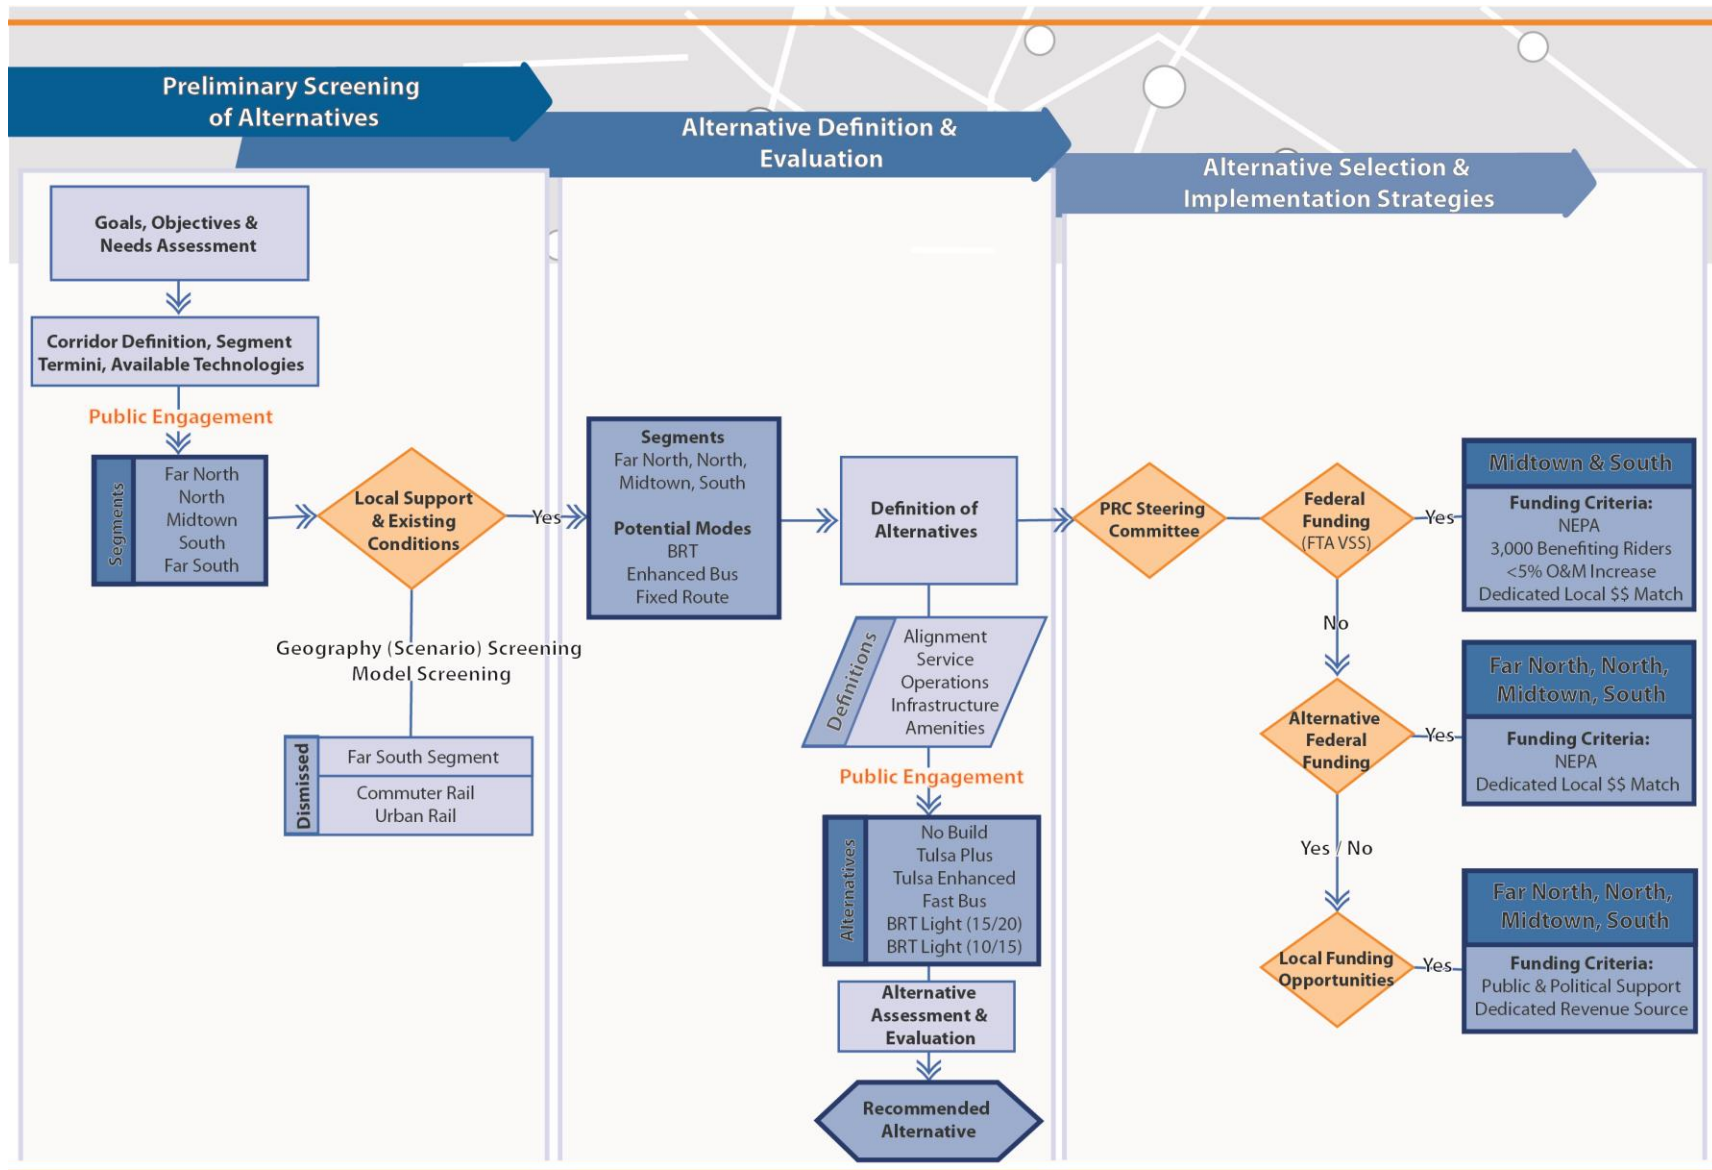 Preliminary Screening
of Alternatives
Alternative Definition &
Evaluation
Alternative Selection &
Implementation Strategies
Goals, Objectives &
Needs Assessment
Corridor Definition, Segment
Termini, Available Technologies
Public Engagement
Segments
Far North
North
Midtown
South
Far South
Local Support
& Existing
Conditions
Yes
Geography (Scenario) Screening
Model Screening
Dismissed
Far South Segment
Commuter Rail
Urban Rail
Segments
Far North, North,
Midtown, South
Potential Modes
BRT
Enhanced Bus
Fixed Route
Definition of
Alternatives
Definitions
Alignment
Service
Operations
Infrastructure
Amenities
Public Engagement
Alternatives
No Build
Tulsa Plus
Tulsa Enhanced
Fast Bus
BRT Light (15/20)
BRT Light (10/15)
Alternative
Assessment &
Evaluation
Recommended
Alternative
PRC Steering
Committee
Federal
Funding
(FTA VSS)
Yes
Midtown & South
Funding Criteria:
NEPA
3,000 Benefiting Riders
<5% O&M Increase
Dedicated Local $$ Match
No
Alternative
Federal
Funding
Yes
Far North, North,
Midtown, South
Funding Criteria:
NEPA
Dedicated Local $$ Match
Yes / No
Local Funding
Opportunities
Yes
Far North, North,
Midtown, South
Funding Criteria:
Public & Political Support
Dedicated Revenue Source